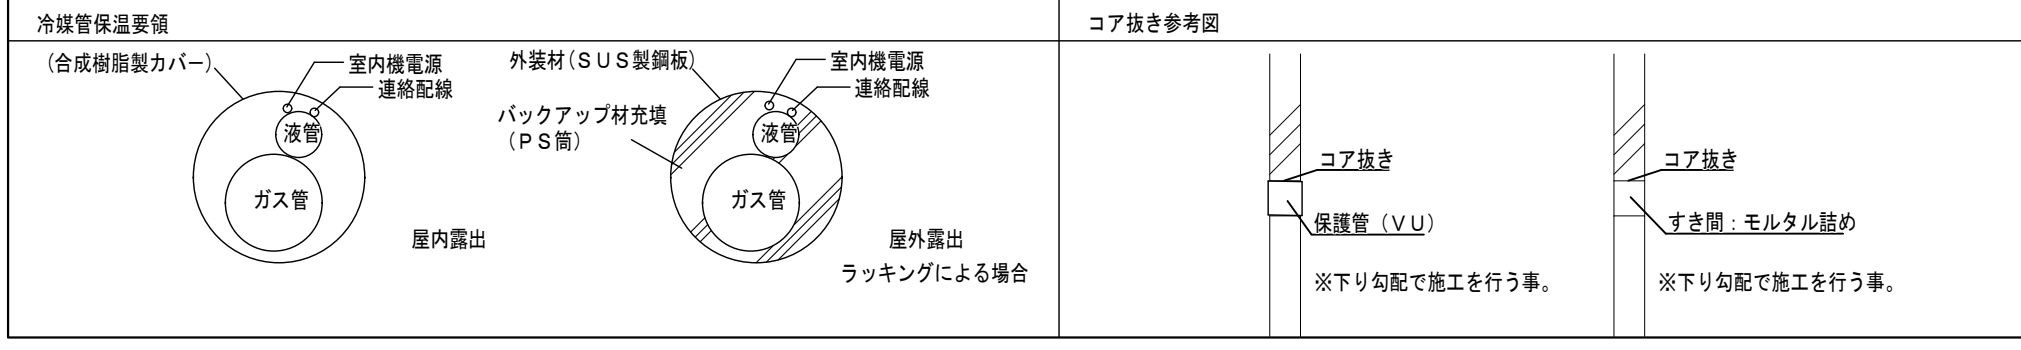 冷媒管保温要領
(合成樹脂製カバー)
室内機電源
連絡配線
液管
ガス管
屋内露出
外装材(ＳＵＳ製鋼板)
バックアップ材充填
(ＰＳ筒)
室内機電源
連絡配線
液管
ガス管
屋外露出
ラッキングによる場合
コア抜き参考図
コア抜き
保護管（ＶＵ）
※下り勾配で施工を行う事。
コア抜き
すき間：モルタル詰め
※下り勾配で施工を行う事。